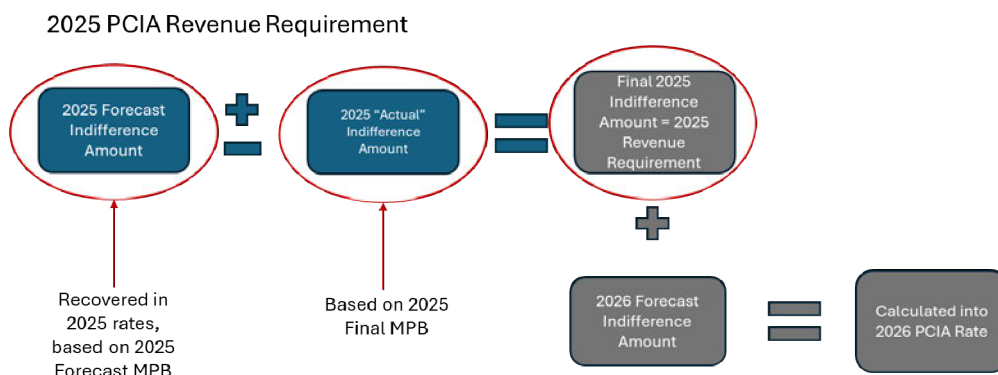 2025 PCIA Revenue Requirement
2025 Forecast
Indifference
Amount
2025 “Actual”
Indifference
Amount
Final 2025
Indifference
Amount = 2025
Revenue
Requirement
Recovered in
2025 rates,
based on 2025
Forecast MPB
Based on 2025
Final MPB
2026 Forecast
Indifference
Amount
Calculated into
2026 PCIA Rate